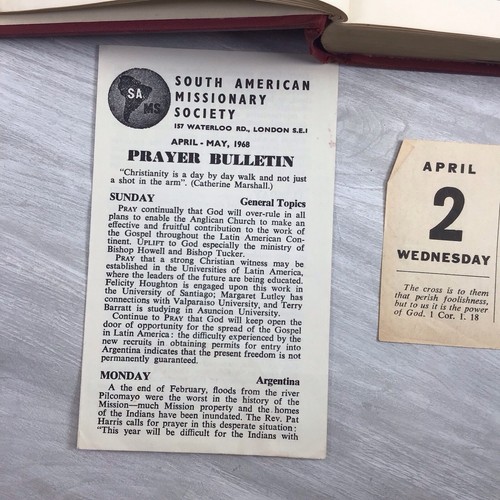 SA
MS
SOUTH AMERICAN
MISSIONARY
SOCIETY
157 WATERLOO RD., LONDON S.E.1
APRIL - MAY, 1968
PRAYER BULLETIN
"Christianity is a day by day walk and not just
a shot in the arm". (Catherine Marshall.)
SUNDAY General Topics
PRAY continually that God will over-rule in all
plans to enable the Anglican Church to make an
effective and fruitful contribution to the work of
the Gospel throughout the Latin American Con-
tinent. UPLIFT to God especially the ministry of
Bishop Howell and Bishop Tucker.
PRAY that a strong Christian witness may be
established in the Universities of Latin America,
where the leaders of the future are being educated.
Felicity Houghton is engaged upon this work in
the University of Santiago; Margaret Lutley has
connections with Valparaiso University, and Terry
Barratt is studying in Asuncion University.
Continue to PRAY that God will keep open the
door of opportunity for the spread of the Gospel
in Latin America: the difficulty experienced by the
new recruits in obtaining permits for entry into
Argentina indicates that the present freedom is not
permanently guaranteed.
MONDAY Argentina
A the end of February, floods from the river
Pilcomayo were the worst in the history of the
Mission—much Mission property and the homes
of the Indians have been inundated. The Rev. Pat
Harris calls for prayer in this desperate situation:
"This year will be difficult for the Indians with
APRIL
2
WEDNESDAY
The cross is to them
that perish foolishness,
but to us it is the power
of God. 1 Cor. 1. 18